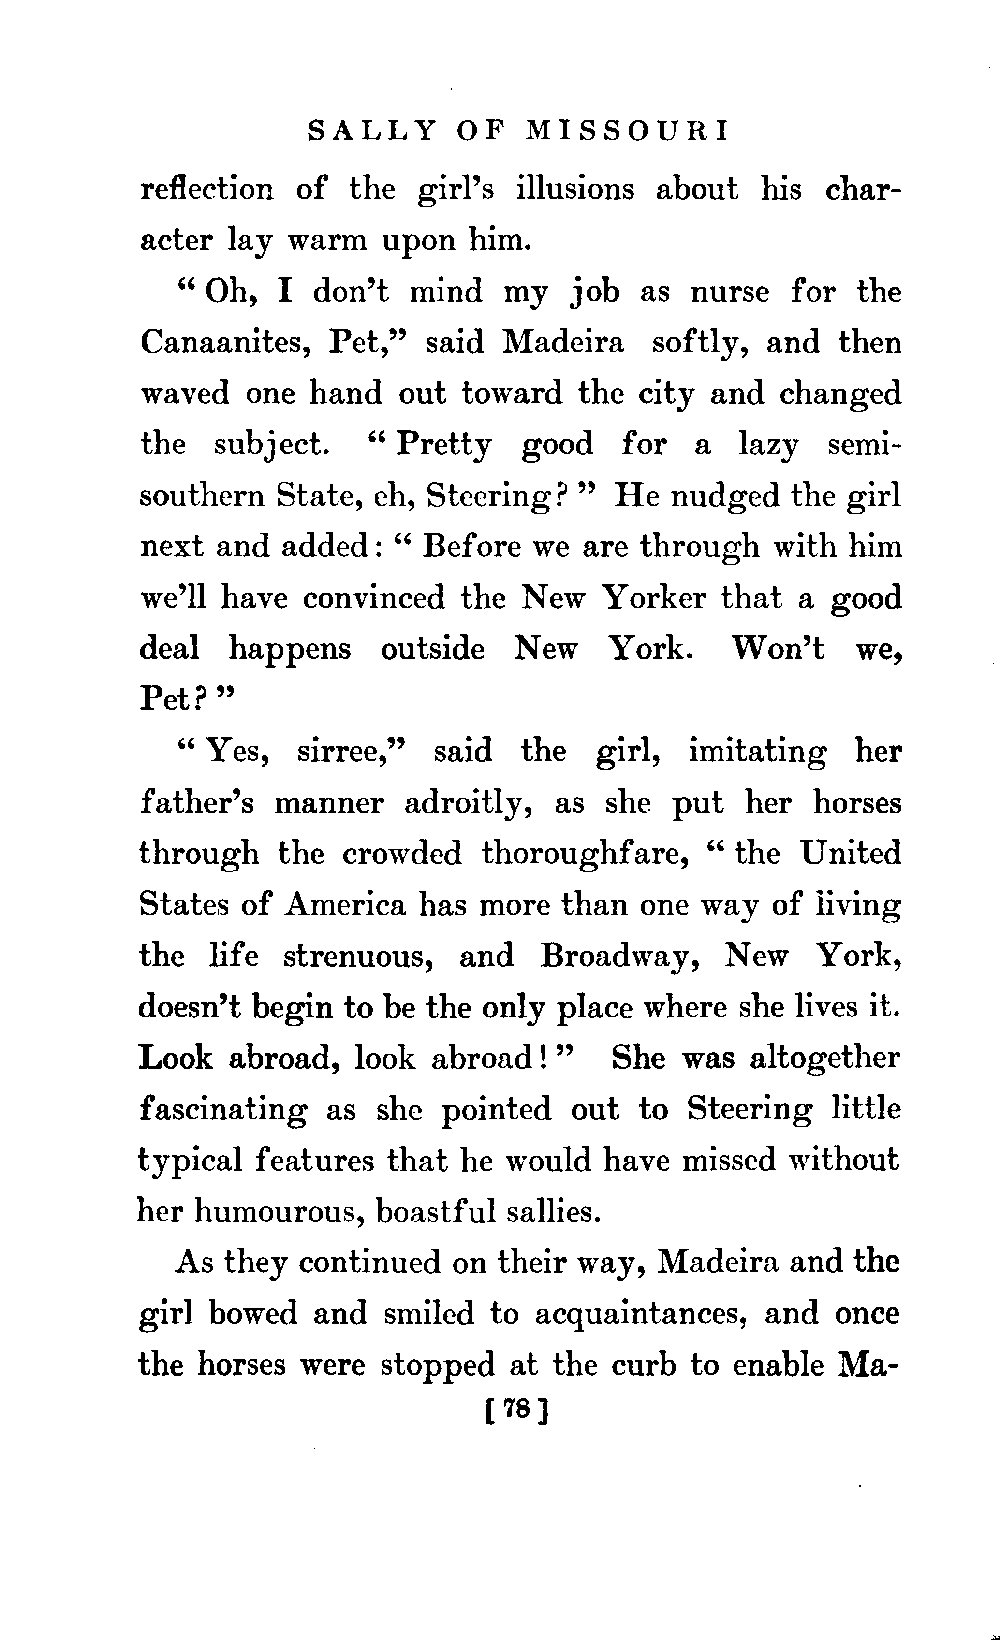 SALLY OF MISSOURI
reflection of the girl's illusions about his char-
acter lay warm upon him.
" Oh, I don't mind my job as nurse for the
Canaanites, Pet," said Madeira softly, and then
waved one hand out toward the city and changed
the subject. " Pretty good for a lazy semi-
southern State, eh, Steering? " He nudged the girl
next and added: " Before we are through with him
we'll have convinced the New Yorker that a good
deal happens outside New York. Won't we,
Pet? "
" Yes, sirree," said the girl, imitating her
father's manner adroitly, as she put her horses
through the crowded thoroughfare, " the United
States of America has more than one way of living
the life strenuous, and Broadway, New York,
doesn't begin to be the only place where she lives it.
Look abroad, look abroad! " She was altogether
fascinating as she pointed out to Steering little
typical features that he would have missed without
her humourous, boastful sallies.
As they continued on their way, Madeira and the
girl bowed and smiled to acquaintances, and once
the horses were stopped at the curb to enable Ma-
[ 78 ]